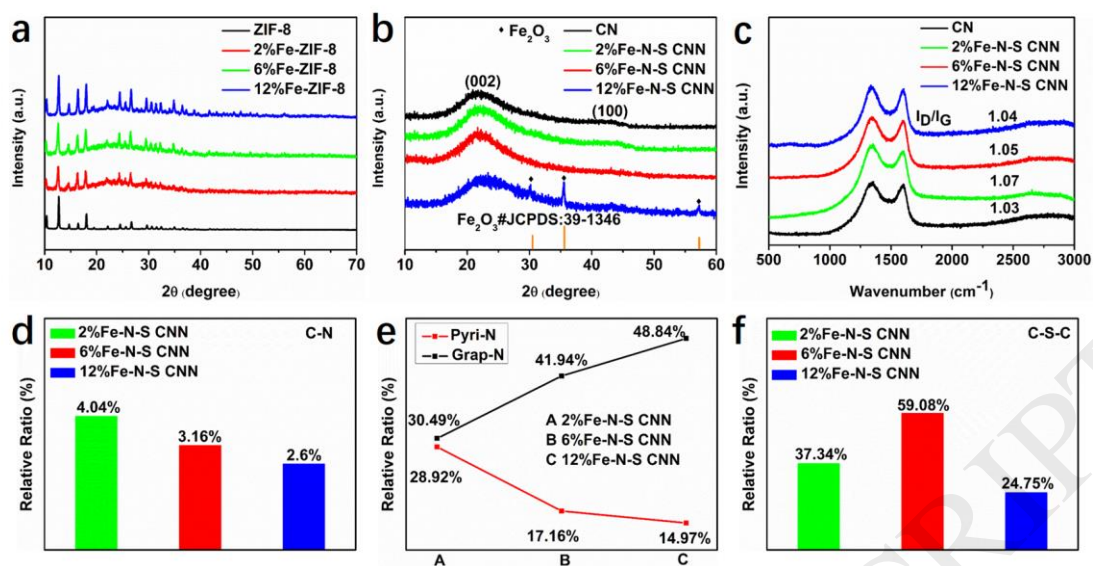 a
Intensity (a.u.)
ZIF-8
2%Fe-ZIF-8
6%Fe-ZIF-8
12%Fe-ZIF-8
10 20 30 40 50 60 70
2θ (degree)
b
Intensity (a.u.)
♦ Fe₂O₃
CN
2%Fe-N-S CNN
6%Fe-N-S CNN
12%Fe-N-S CNN
(002)
(100)
Fe₂O₃#JCPDS:39-1346
10 20 30 40 50 60
2θ (degree)
c
Intensity (a.u.)
CN
2%Fe-N-S CNN
6%Fe-N-S CNN
12%Fe-N-S CNN
I_D/I_G
1.04
1.05
1.07
1.03
500 1000 1500 2000 2500 3000
Wavenumber (cm⁻¹)
d
Relative Ratio (%)
2%Fe-N-S CNN
6%Fe-N-S CNN
12%Fe-N-S CNN
C-N
4.04%
3.16%
2.6%
e
Relative Ratio (%)
Pyri-N
Grap-N
48.84%
41.94%
30.49%
28.92%
17.16%
14.97%
A 2%Fe-N-S CNN
B 6%Fe-N-S CNN
C 12%Fe-N-S CNN
A B C
f
Relative Ratio (%)
2%Fe-N-S CNN
6%Fe-N-S CNN
12%Fe-N-S CNN
C-S-C
37.34%
59.08%
24.75%
CRIPT